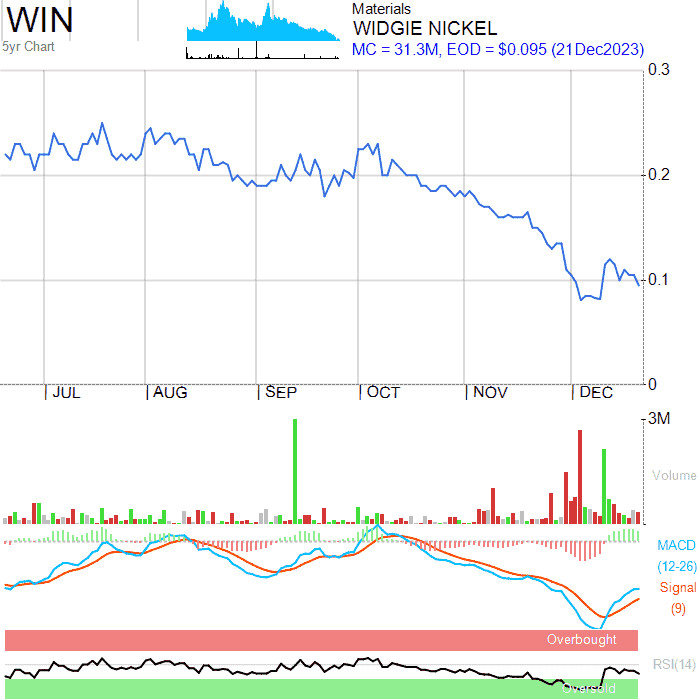 WIN
5yr Chart
Materials
WIDGIE NICKEL
MC = 31.3M, EOD = $0.095 (21Dec2023)
0.3
0.2
0.1
0
JUL
AUG
SEP
OCT
NOV
DEC
3M
Volume
MACD
(12-26)
Signal
(9)
Overbought
RSI(14)
Oversold